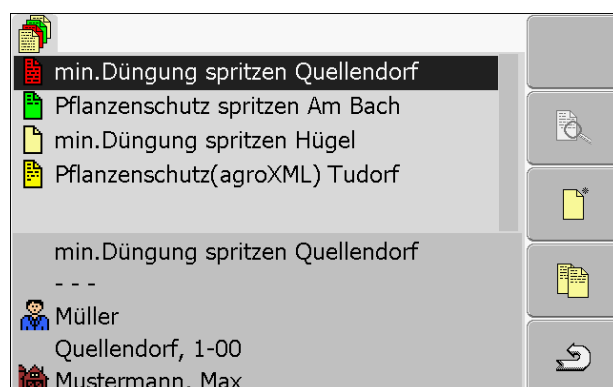 min.Düngung spritzen Quellendorf
Pflanzenschutz spritzen Am Bach
min.Düngung spritzen Hügel
Pflanzenschutz(agroXML) Tudorf
min.Düngung spritzen Quellendorf
- - -
Müller
Quellendorf, 1-00
Mustermann, Max